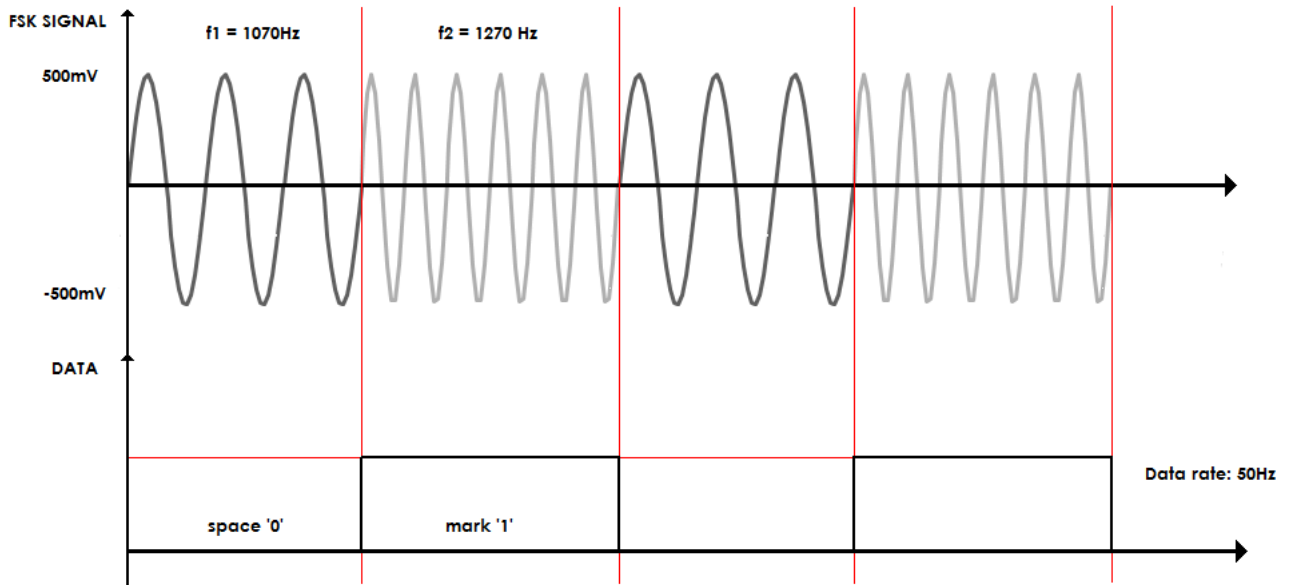 FSK SIGNAL
f1 = 1070Hz
f2 = 1270 Hz
500mV
-500mV
DATA
Data rate: 50Hz
space '0'
mark '1'